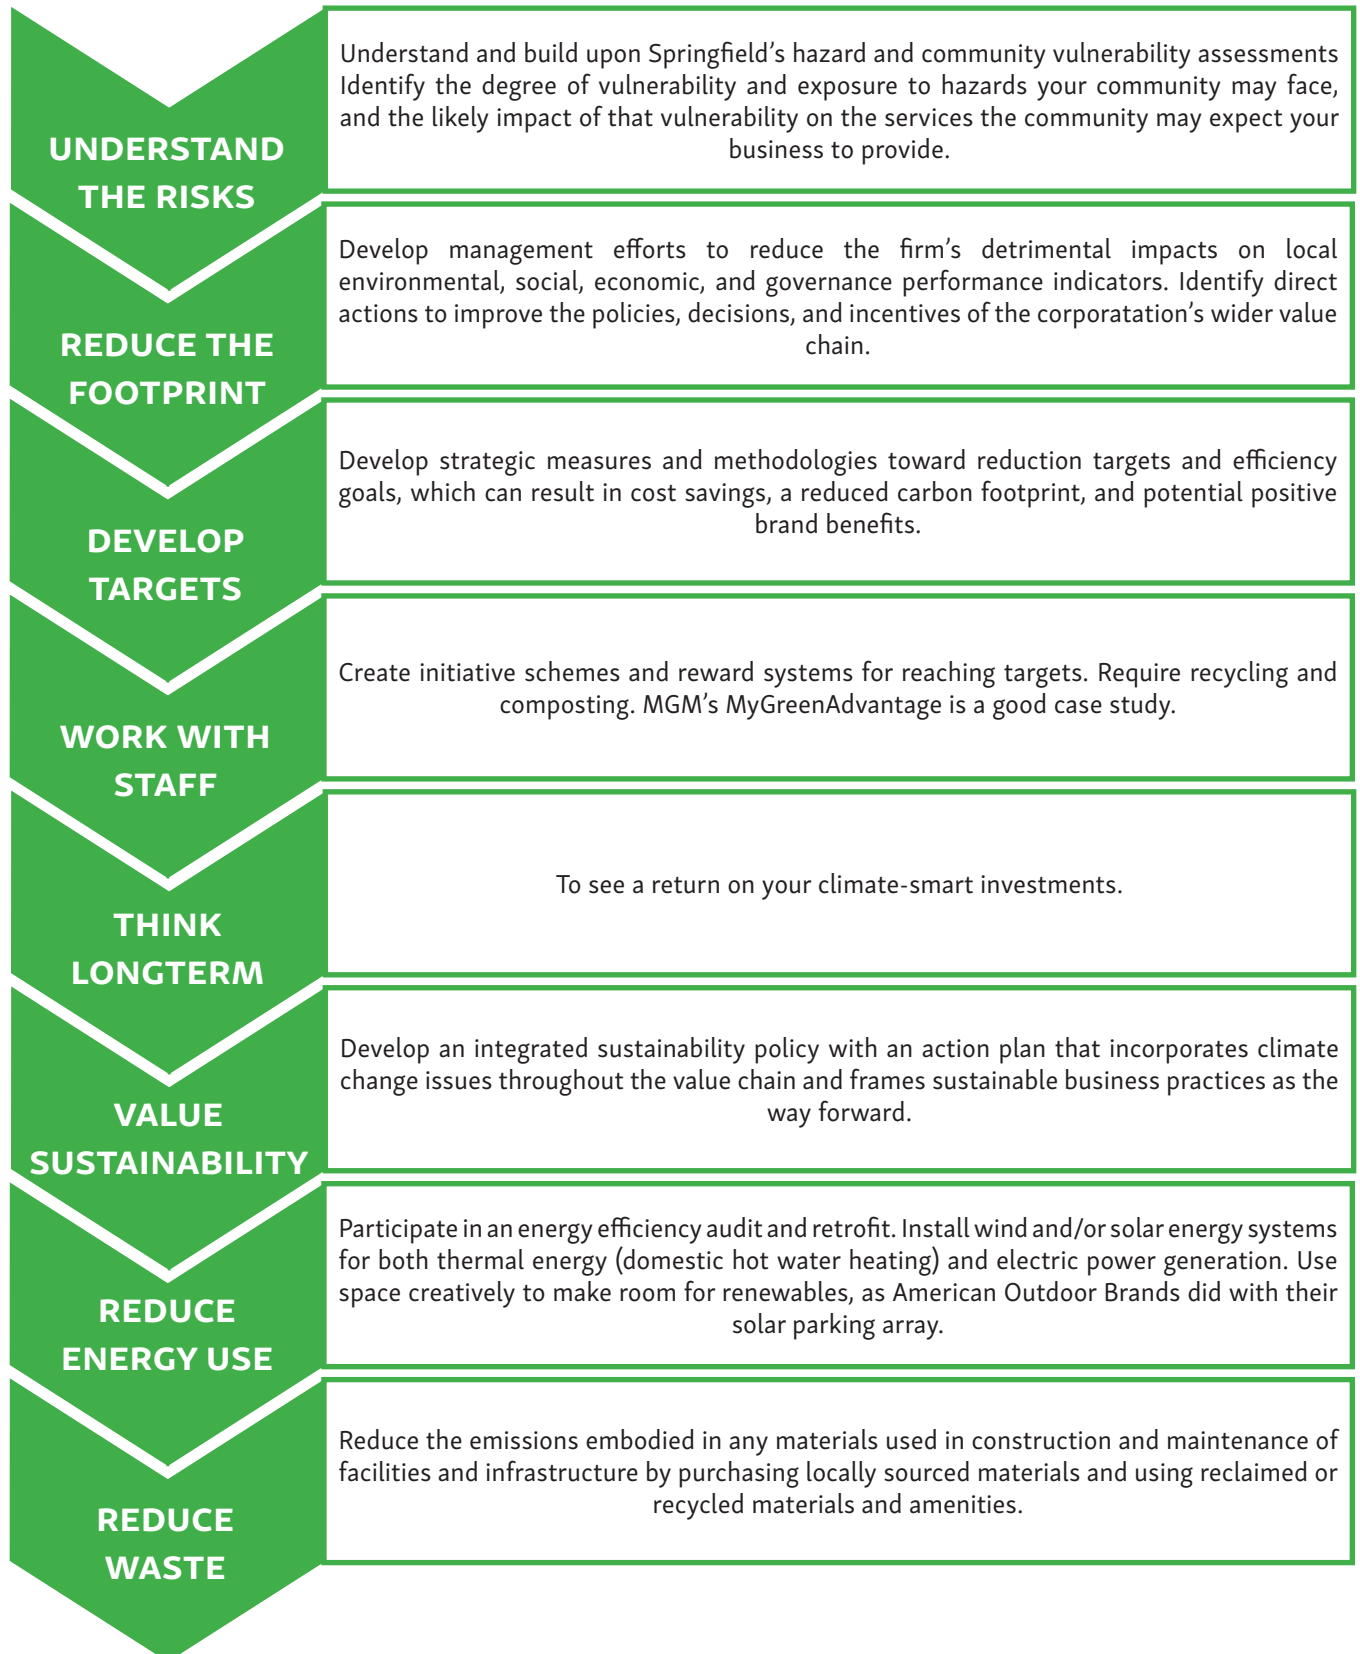 UNDERSTAND
THE RISKS
Understand and build upon Springfield’s hazard and community vulnerability assessments
Identify the degree of vulnerability and exposure to hazards your community may face,
and the likely impact of that vulnerability on the services the community may expect your
business to provide.
REDUCE THE
FOOTPRINT
Develop management efforts to reduce the firm’s detrimental impacts on local
environmental, social, economic, and governance performance indicators. Identify direct
actions to improve the policies, decisions, and incentives of the corporatation’s wider value
chain.
DEVELOP
TARGETS
Develop strategic measures and methodologies toward reduction targets and efficiency
goals, which can result in cost savings, a reduced carbon footprint, and potential positive
brand benefits.
WORK WITH
STAFF
Create initiative schemes and reward systems for reaching targets. Require recycling and
composting. MGM’s MyGreenAdvantage is a good case study.
THINK
LONGTERM
To see a return on your climate-smart investments.
VALUE
SUSTAINABILITY
Develop an integrated sustainability policy with an action plan that incorporates climate
change issues throughout the value chain and frames sustainable business practices as the
way forward.
REDUCE
ENERGY USE
Participate in an energy efficiency audit and retrofit. Install wind and/or solar energy systems
for both thermal energy (domestic hot water heating) and electric power generation. Use
space creatively to make room for renewables, as American Outdoor Brands did with their
solar parking array.
REDUCE
WASTE
Reduce the emissions embodied in any materials used in construction and maintenance of
facilities and infrastructure by purchasing locally sourced materials and using reclaimed or
recycled materials and amenities.